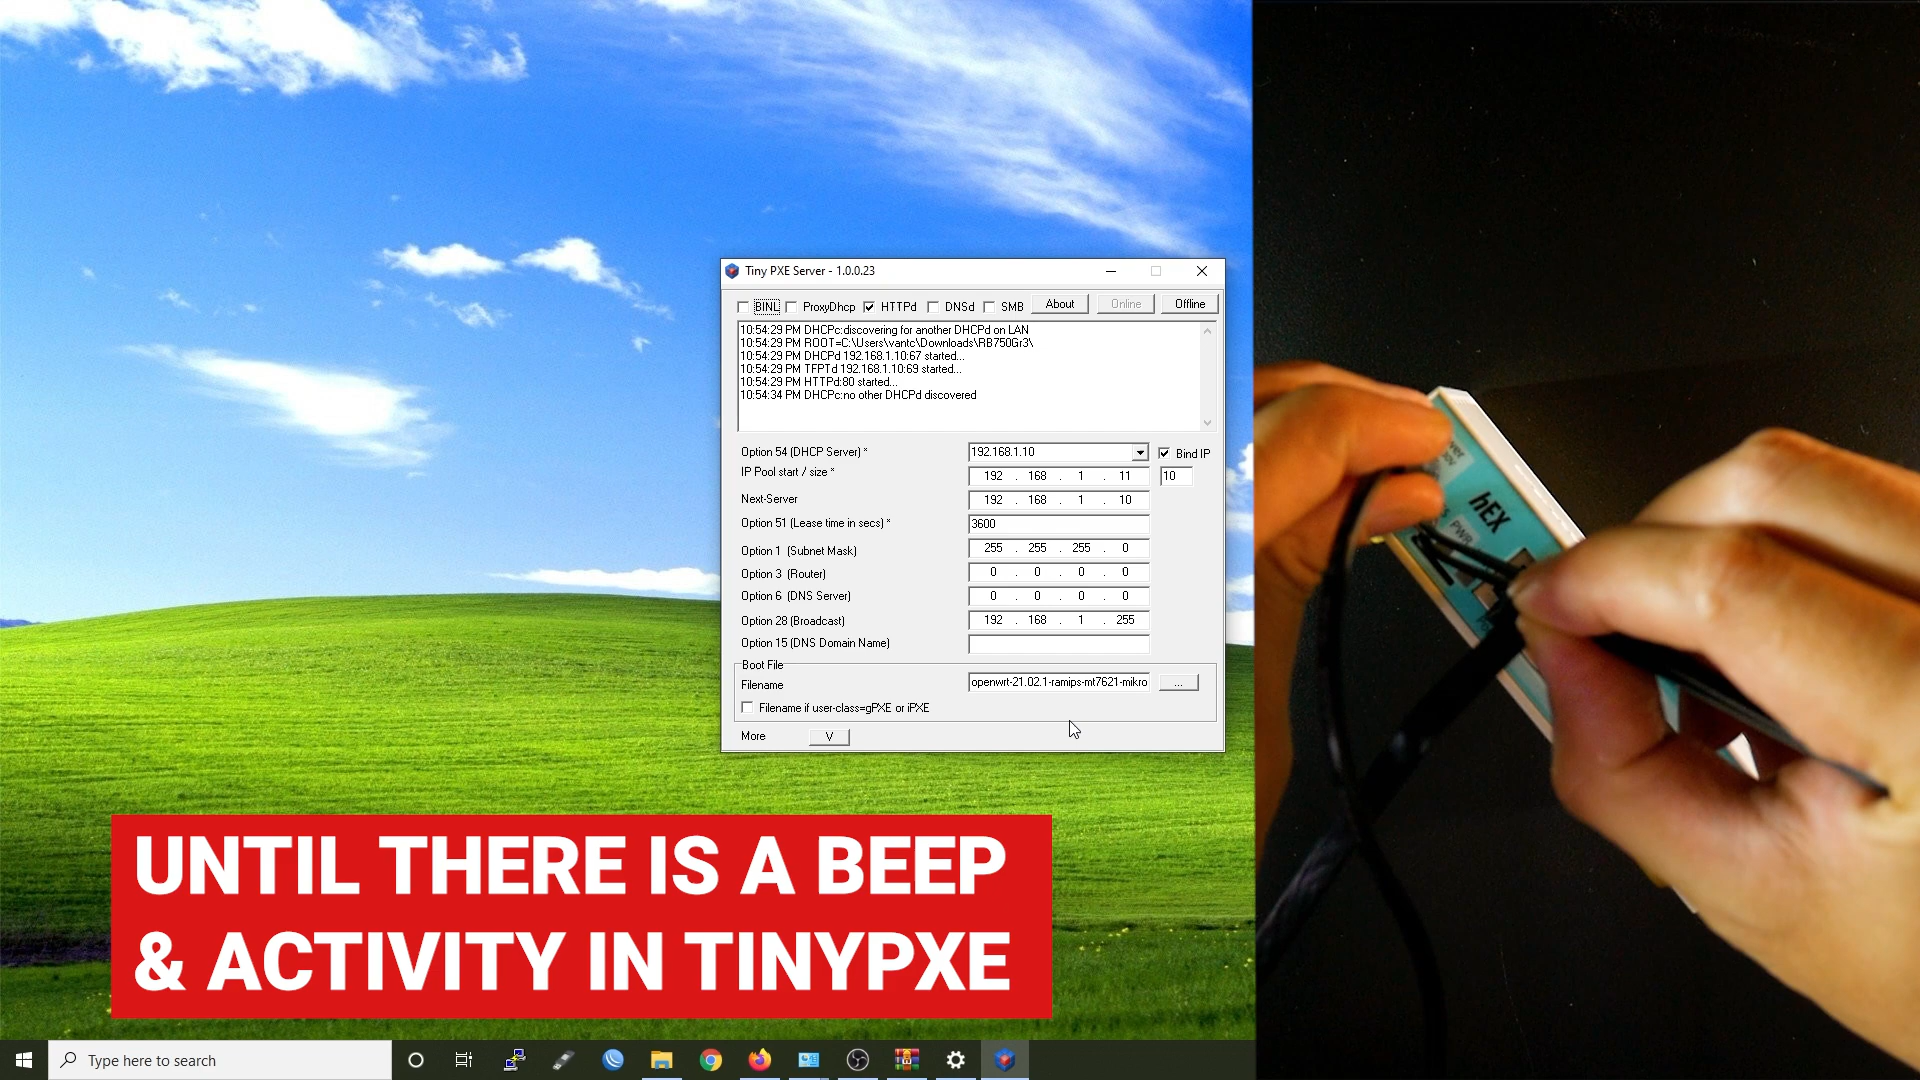 Tiny PXE Server - 1.0.0.23
BINL ProxyDhcp HTTPd DNSd SMB About Online Offline
10:54:29 PM DHCPc:discovering for another DHCPd on LAN
10:54:29 PM ROOT=C:\Users\vantc\Downloads\RB750Gr3\
10:54:29 PM DHCPd 192.168.1.10:67 started...
10:54:29 PM TFPTd 192.168.1.10:69 started...
10:54:29 PM HTTPd:80 started...
10:54:34 PM DHCPc:no other DHCPd discovered
Option 54 (DHCP Server) * 192.168.1.10 Bind IP
IP Pool start / size * 192 . 168 . 1 . 11 10
Next-Server 192 . 168 . 1 . 10
Option 51 (Lease time in secs) * 3600
Option 1 (Subnet Mask) 255 . 255 . 255 . 0
Option 3 (Router) 0 . 0 . 0 . 0
Option 6 (DNS Server) 0 . 0 . 0 . 0
Option 28 (Broadcast) 192 . 168 . 1 . 255
Option 15 (DNS Domain Name)
Boot File
Filename openwrt-21.02.1-ramips-mt7621-mikro ...
Filename if user-class=gPXE or iPXE
More V
hEX
PWR
UNTIL THERE IS A BEEP
& ACTIVITY IN TINYPXE
Type here to search